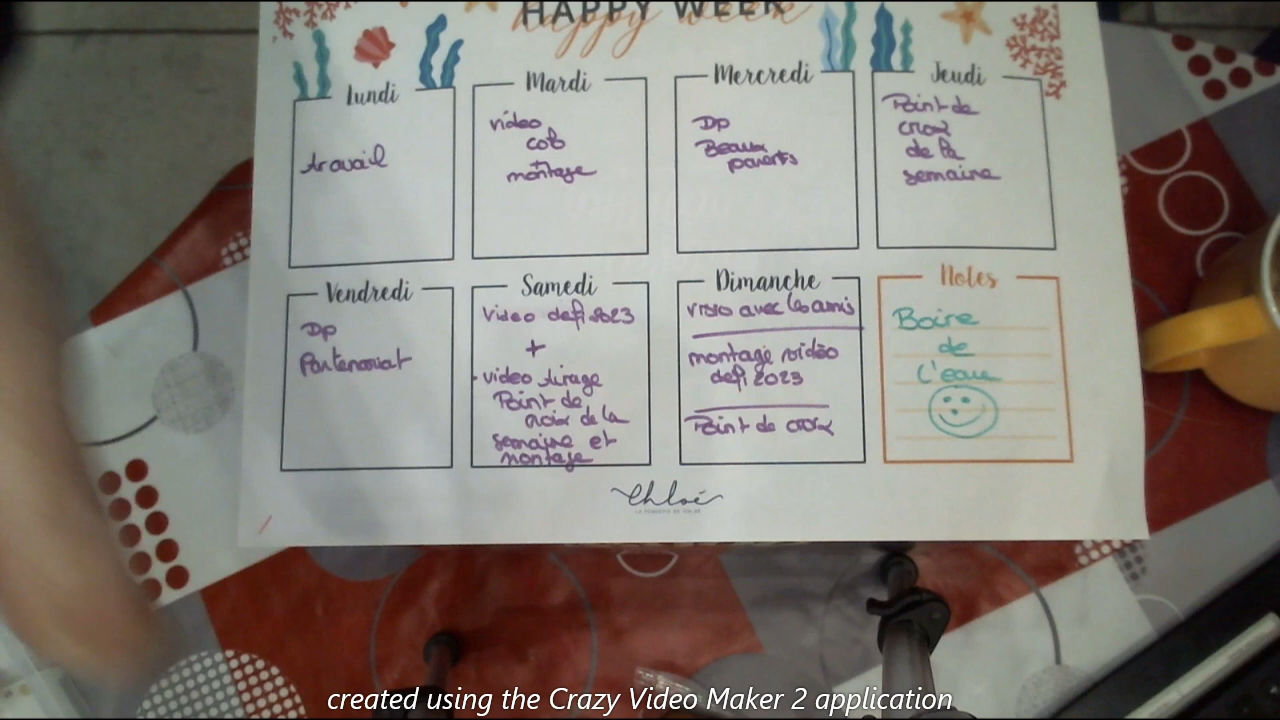 HAPPY WEEK
happy week
Lundi
travail
Mardi
vidéo
cob
+
montage
Mercredi
Dp
Beaux
parents
Jeudi
Point de
croix
de la
semaine
Vendredi
Dp
Partenariat
Samedi
video defi 2023
+
video tirage
Point de
croix de la
semaine et
montage
Dimanche
visio avec les amis
montage vidéo
defi 2023
Point de croix
Notes
Boire
de
l'eau
Chloé
created using the Crazy Video Maker 2 application